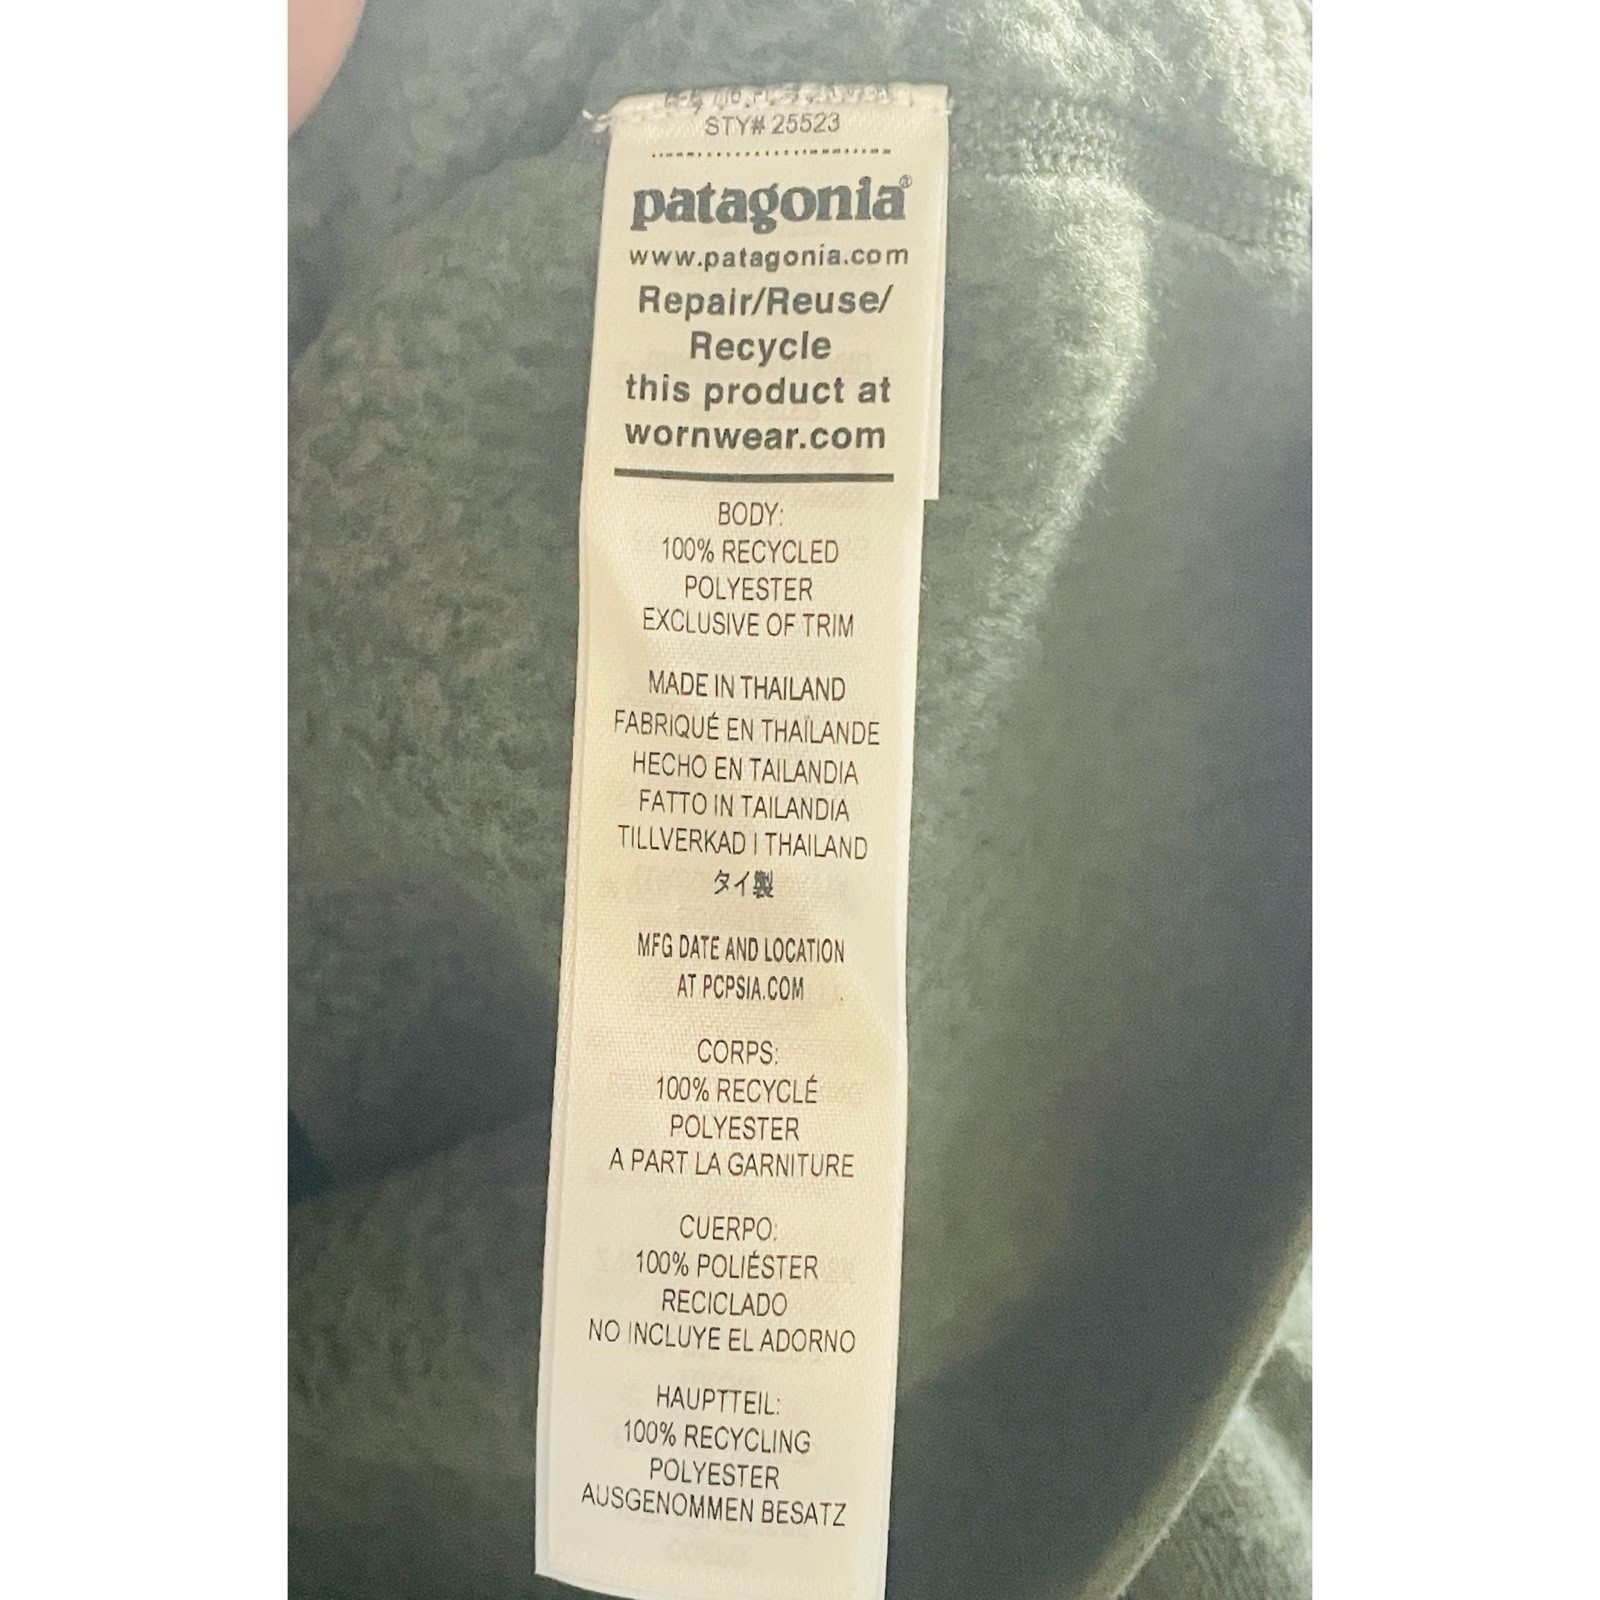 STY# 25523
patagonia®
www.patagonia.com
Repair/Reuse/
Recycle
this product at
wornwear.com
BODY:
100% RECYCLED
POLYESTER
EXCLUSIVE OF TRIM
MADE IN THAILAND
FABRIQUÉ EN THAÏLANDE
HECHO EN TAILANDIA
FATTO IN TAILANDIA
TILLVERKAD I THAILAND
タイ製
MFG DATE AND LOCATION
AT PCPSIA.COM
CORPS:
100% RECYCLÉ
POLYESTER
A PART LA GARNITURE
CUERPO:
100% POLIÉSTER
RECICLADO
NO INCLUYE EL ADORNO
HAUPTTEIL:
100% RECYCLING
POLYESTER
AUSGENOMMEN BESATZ